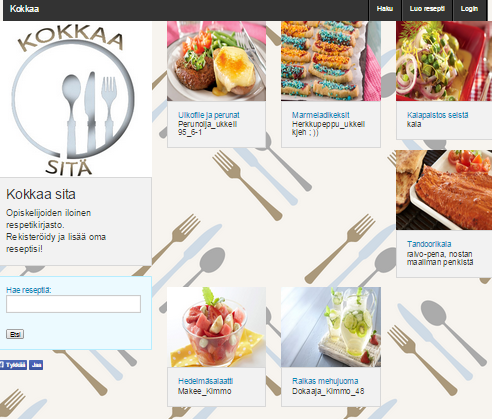 Kokkaa
Haku
Luo resepti
Login
KOKKAA
SITÄ
Kokkaa sita
Opiskelijoiden iloinen
respetikirjasto.
Rekisteröidy ja lisää oma
reseptisi!
Hae reseptiä:
Etsi
Tykkää
Jaa
Ulkofile ja perunat
Perunoija_ukkeli
95_6-1
Marmeladikeksit
Herkkupeppu_ukkeli
kjeh ; ))
Kalapaistos seistä
kala
Tandoorikala
raivo-pena, nostan
maailman penkistä
Hedelmäsalaatti
Makee_Kimmo
Raikas mehujuoma
Dokaaja_Kimmo_48